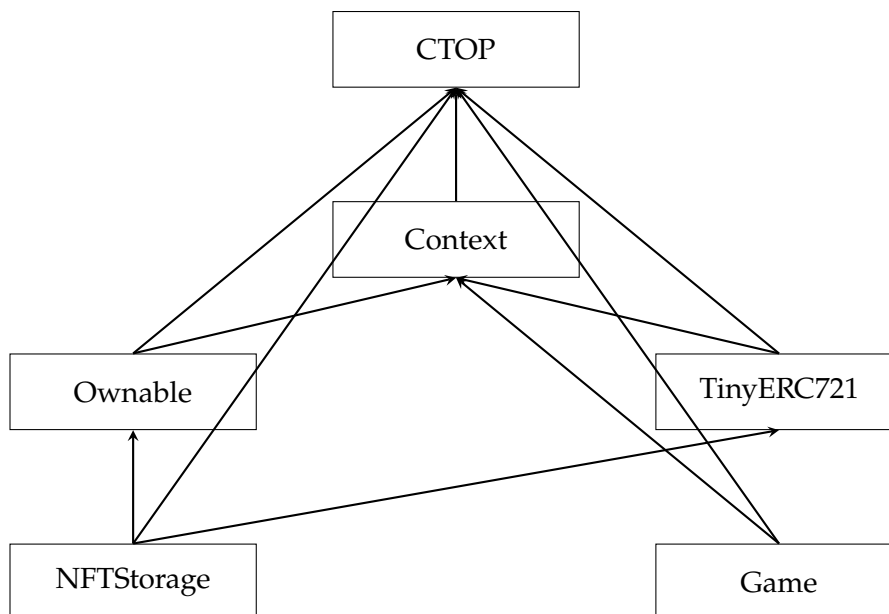 CTOP
Context
Ownable
TinyERC721
NFTStorage
Game